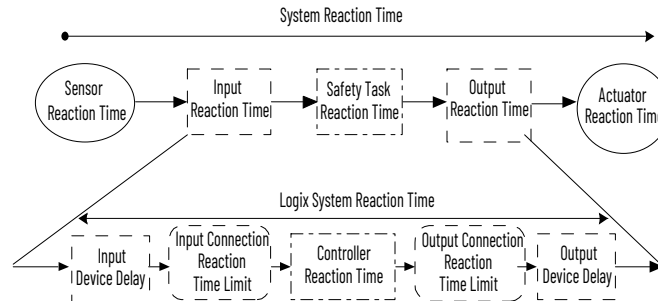 System Reaction Time
Sensor
Reaction Time
Input
Reaction Time
Safety Task
Reaction Time
Output
Reaction Time
Actuator
Reaction Time
Logix System Reaction Time
Input
Device Delay
Input Connection
Reaction
Time Limit
Controller
Reaction Time
Output Connection
Reaction
Time Limit
Output
Device Delay